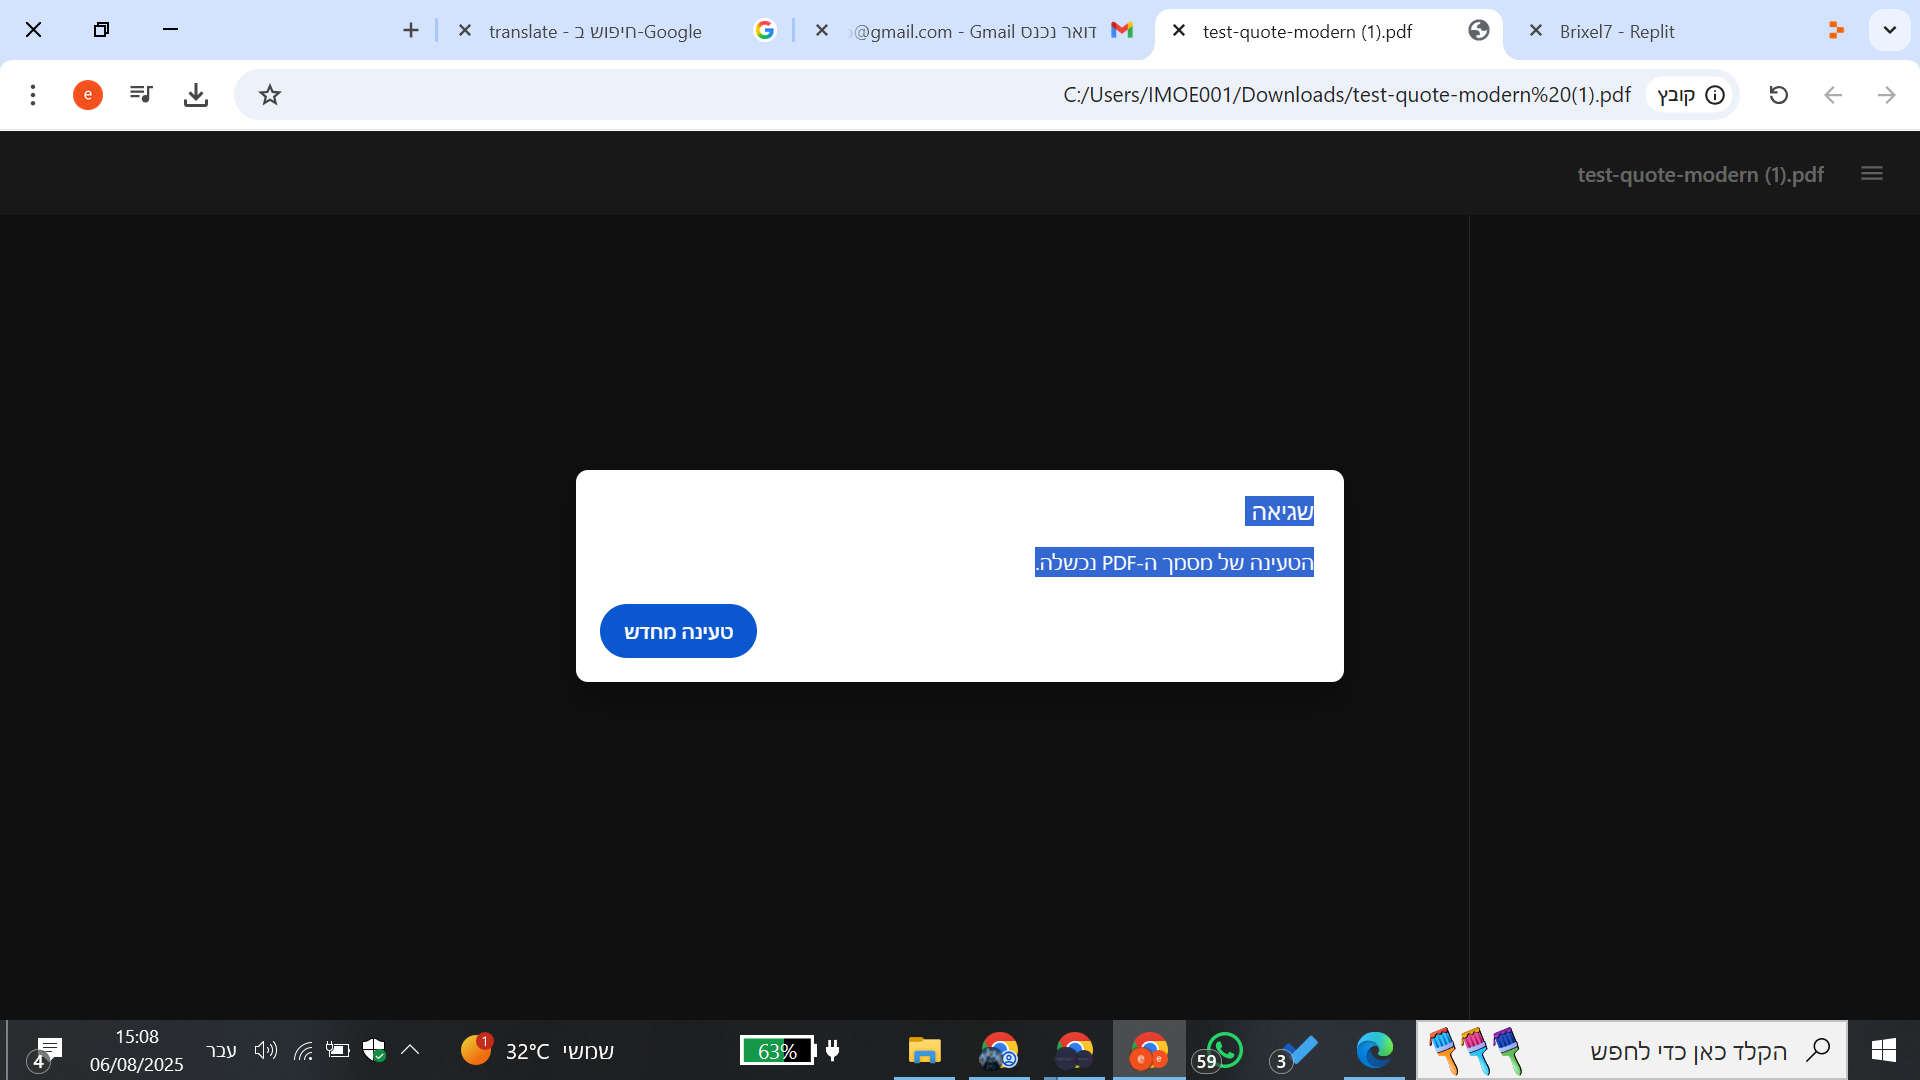 Brixel7 - Replit
test-quote-modern (1).pdf
דואר נכנס @gmail.com - Gmail
translate - חיפוש ב-Google
קובץ
C:/Users/IMOE001/Downloads/test-quote-modern%20(1).pdf
e
test-quote-modern (1).pdf
שגיאה
הטעינה של מסמך ה-PDF נכשלה.
טעינה מחדש
הקלד כאן כדי לחפש
3
59
e e
63%
שמשי 32°C
1
עבר
15:08
06/08/2025
4